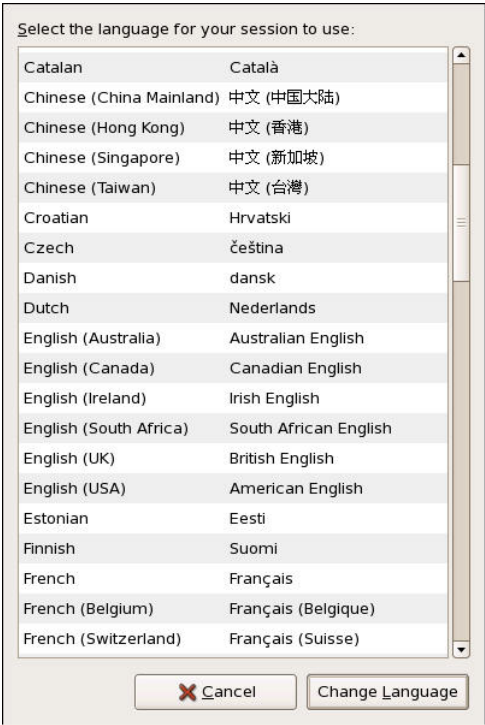 Select the language for your session to use:
Catalan Català
Chinese (China Mainland) 中文 (中国大陆)
Chinese (Hong Kong) 中文 (香港)
Chinese (Singapore) 中文 (新加坡)
Chinese (Taiwan) 中文 (台灣)
Croatian Hrvatski
Czech čeština
Danish dansk
Dutch Nederlands
English (Australia) Australian English
English (Canada) Canadian English
English (Ireland) Irish English
English (South Africa) South African English
English (UK) British English
English (USA) American English
Estonian Eesti
Finnish Suomi
French Français
French (Belgium) Français (Belgique)
French (Switzerland) Français (Suisse)
Cancel Change Language